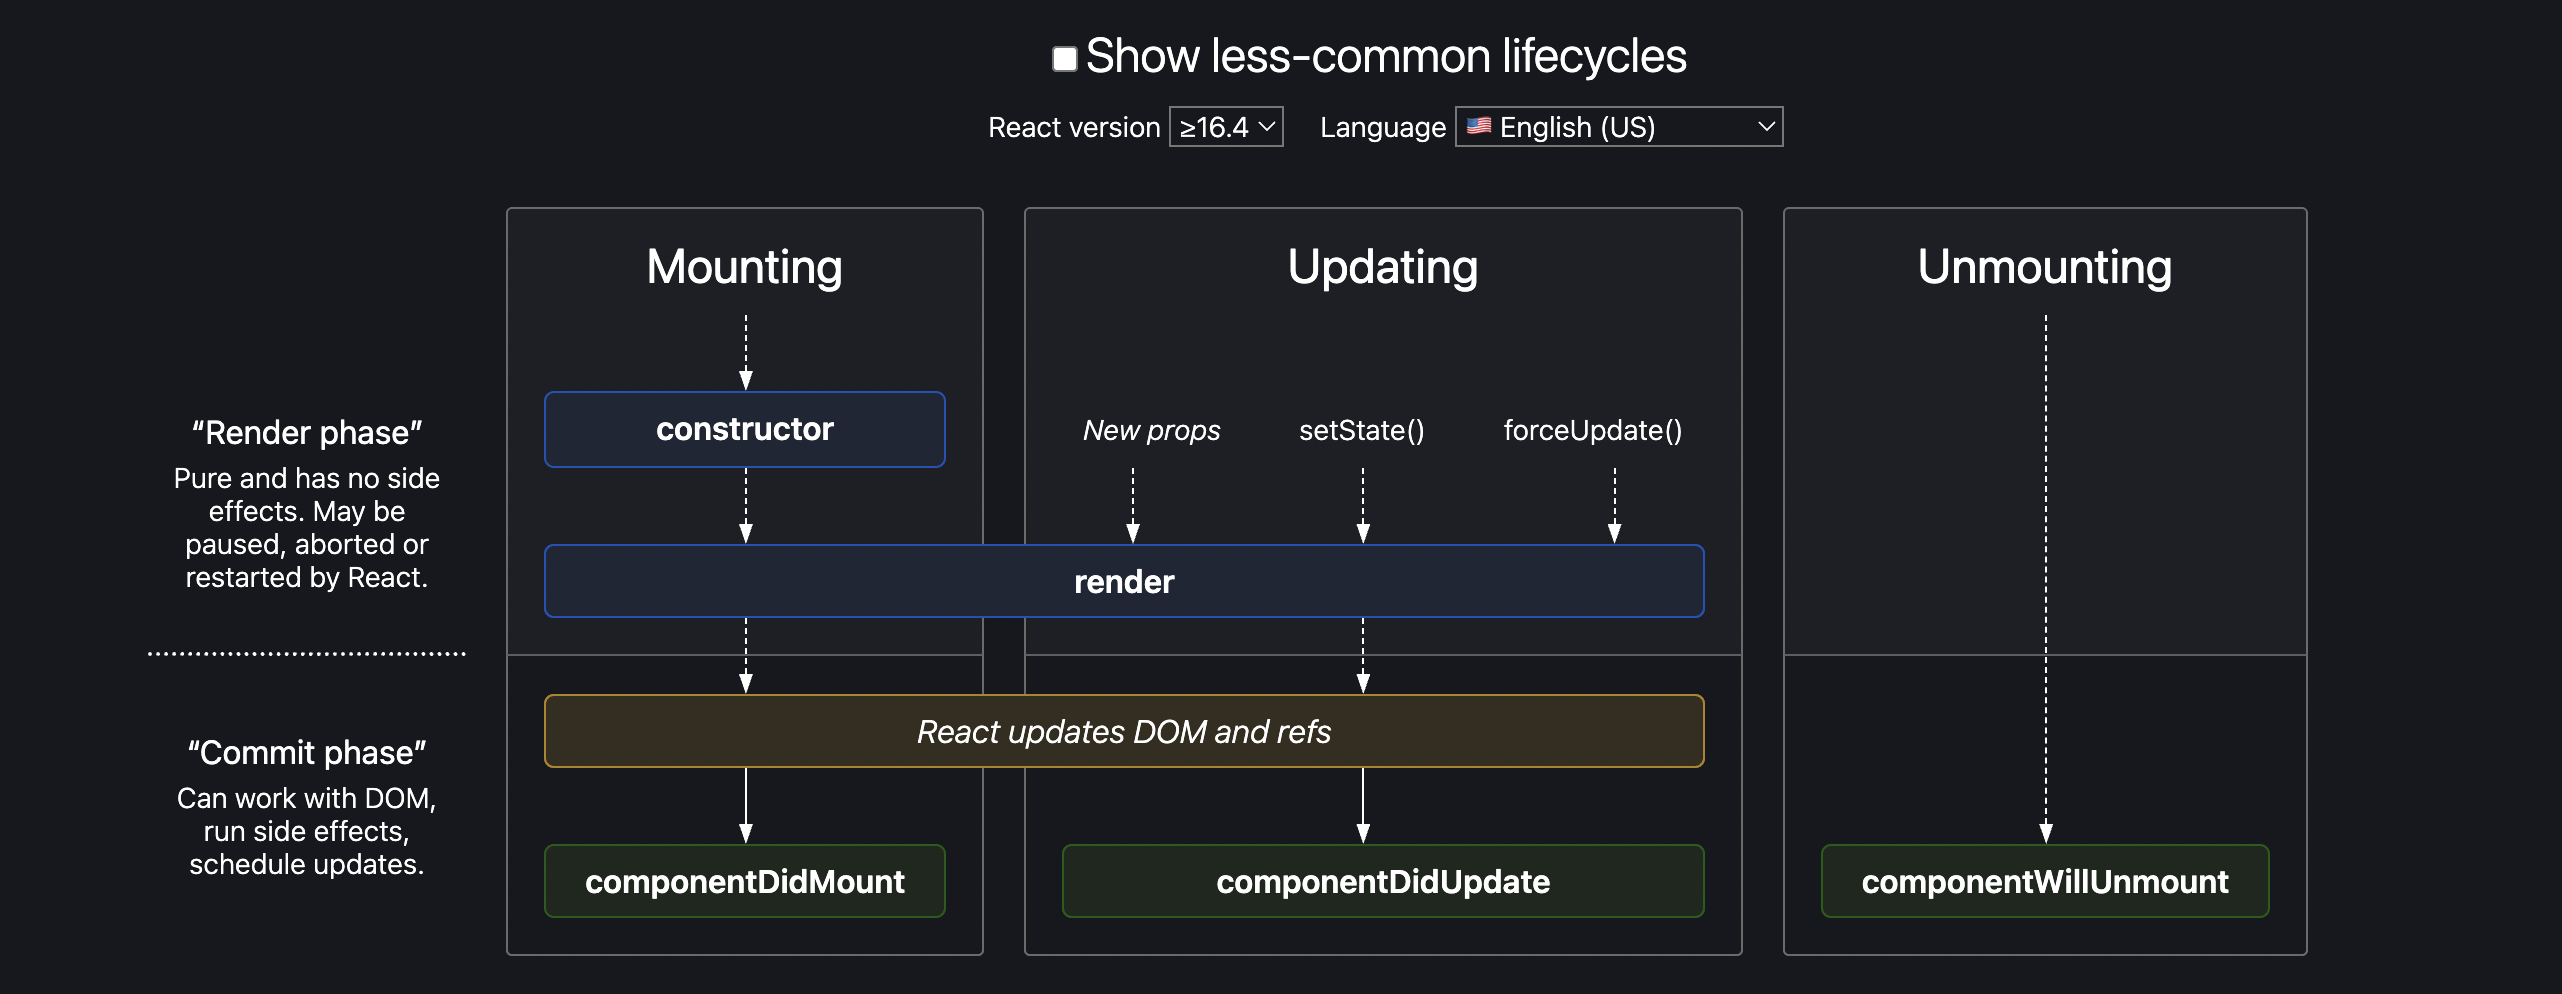 Show less-common lifecycles
React version ≥16.4 Language 🇺🇸 English (US)
Mounting
Updating
Unmounting
“Render phase”
Pure and has no side
effects. May be
paused, aborted or
restarted by React.
constructor
New props
setState()
forceUpdate()
render
“Commit phase”
Can work with DOM,
run side effects,
schedule updates.
React updates DOM and refs
componentDidMount
componentDidUpdate
componentWillUnmount